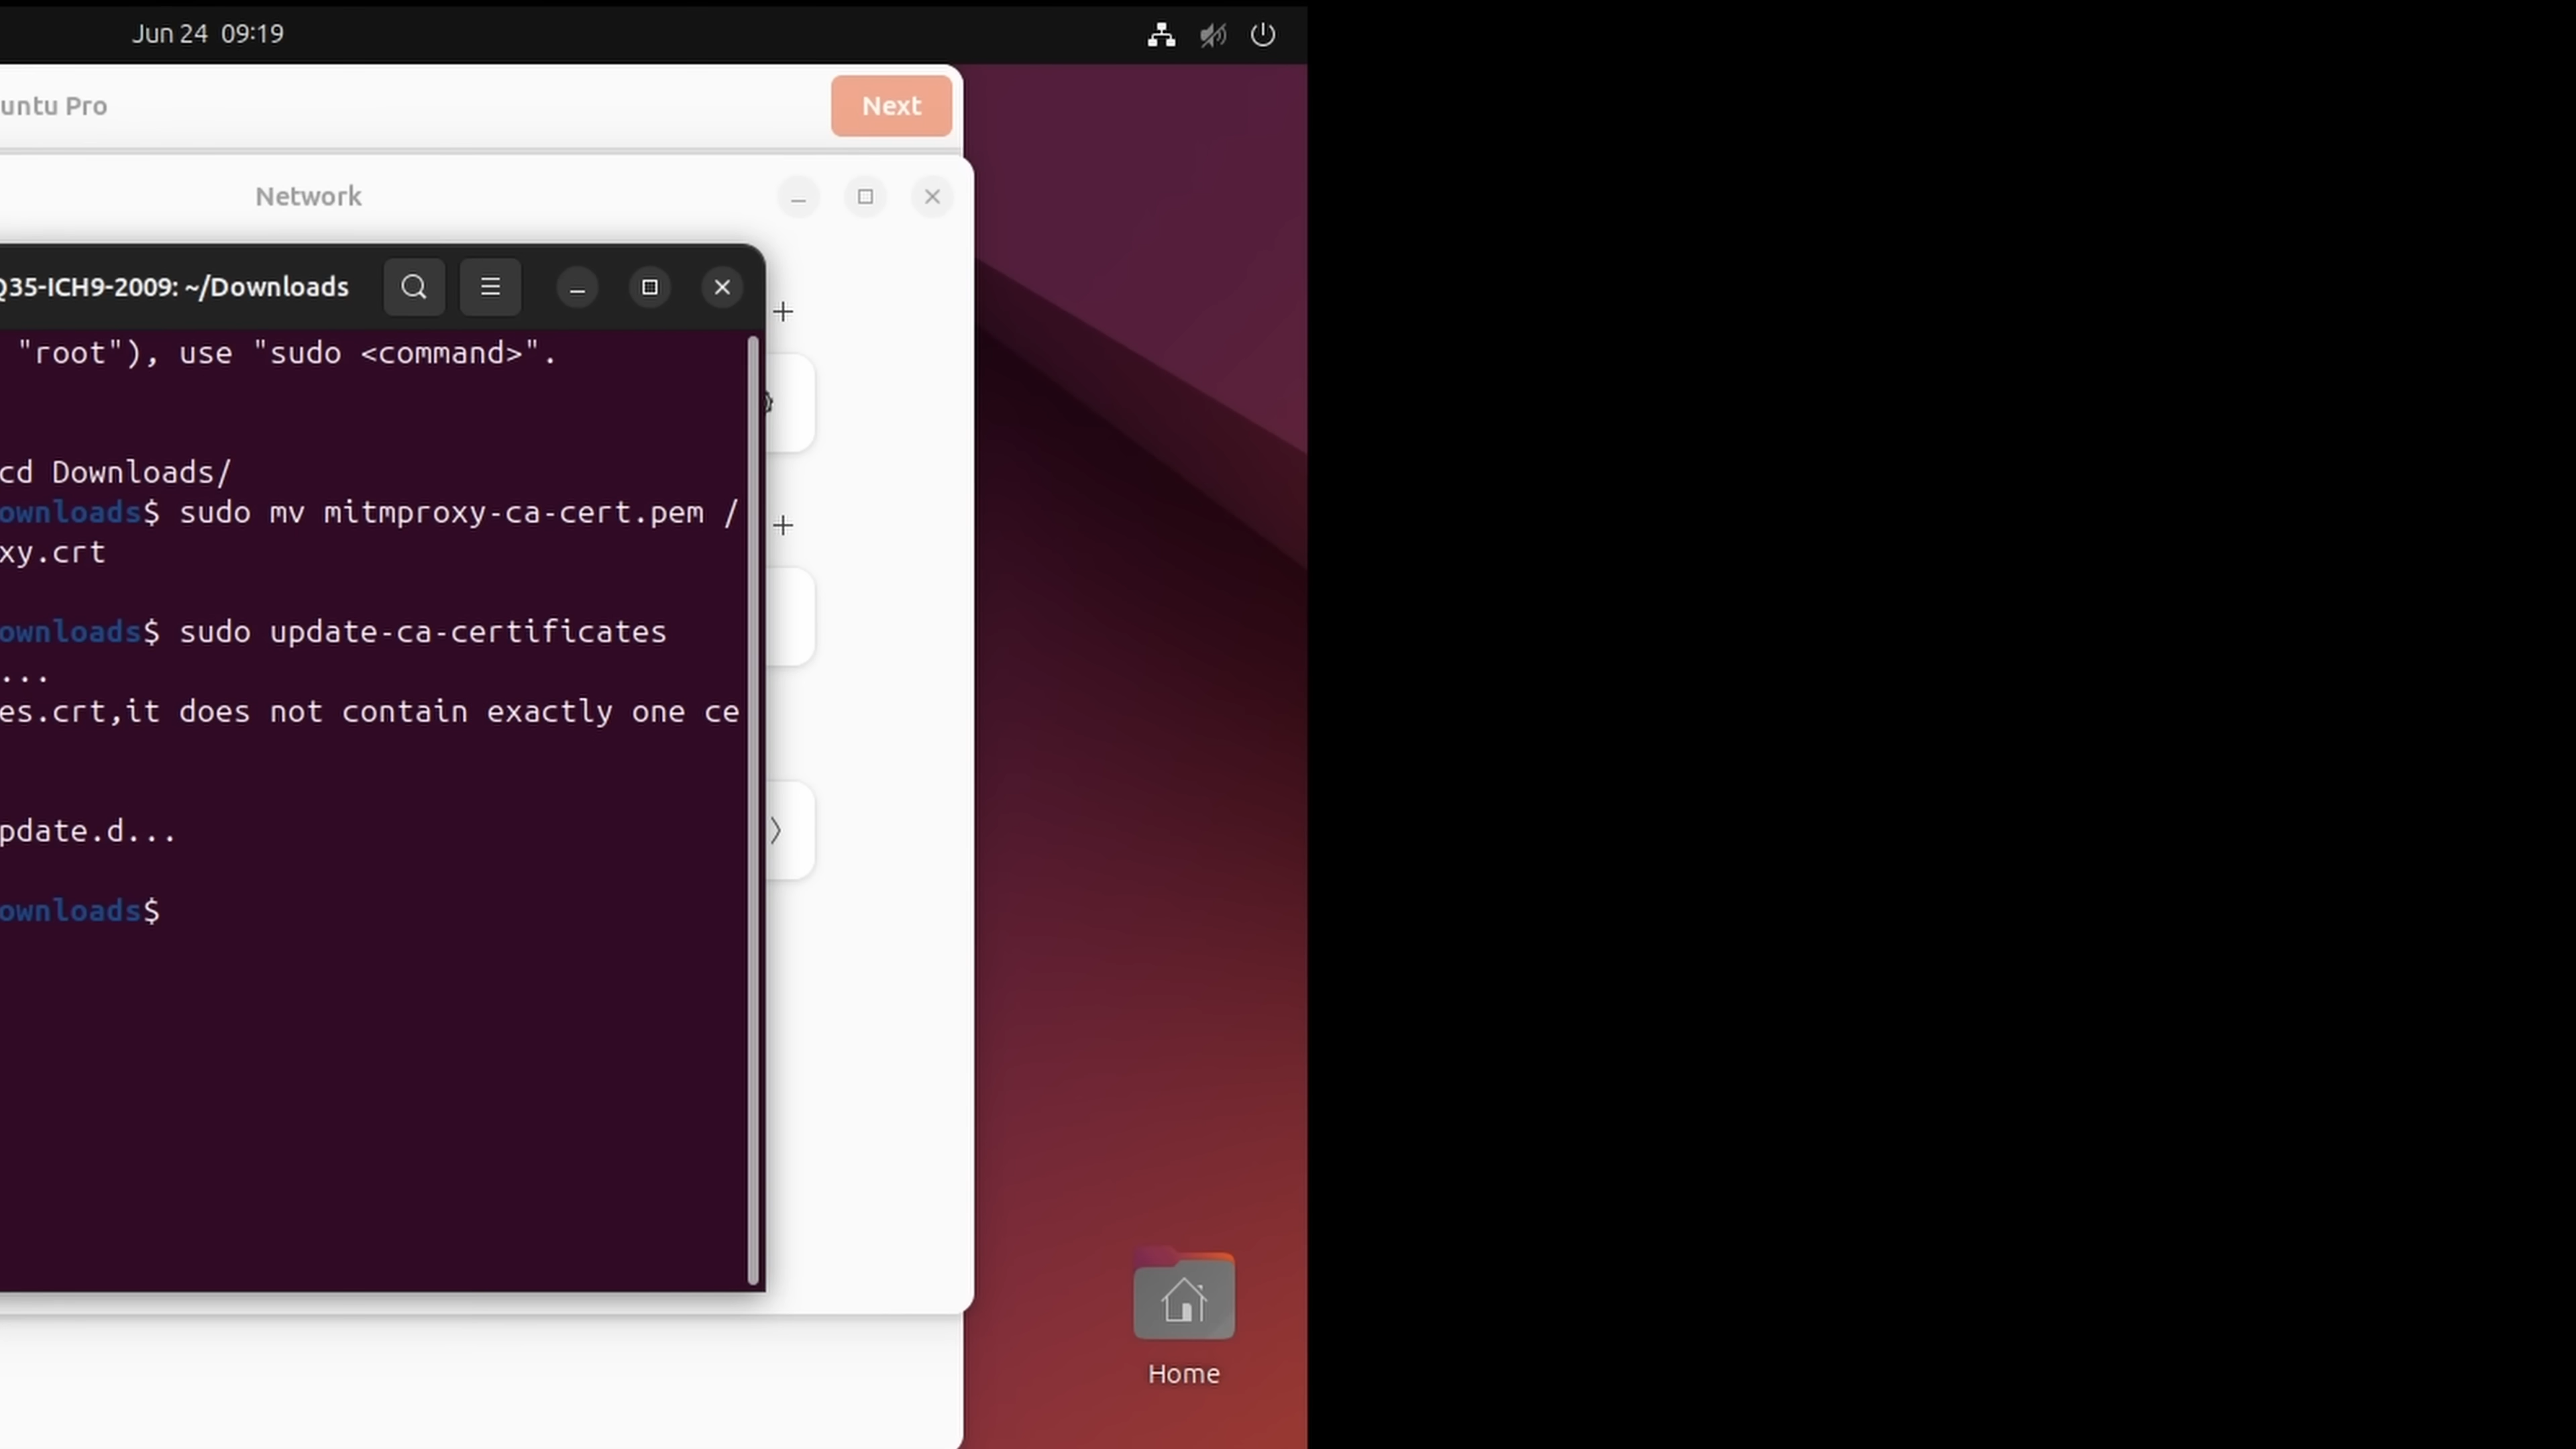 Jun 24 09:19
untu Pro
Next
Network
Q35-ICH9-2009: ~/Downloads
"root"), use "sudo <command>".
cd Downloads/
ownloads$ sudo mv mitmproxy-ca-cert.pem /
xy.crt
ownloads$ sudo update-ca-certificates
...
es.crt,it does not contain exactly one ce
pdate.d...
ownloads$
Home